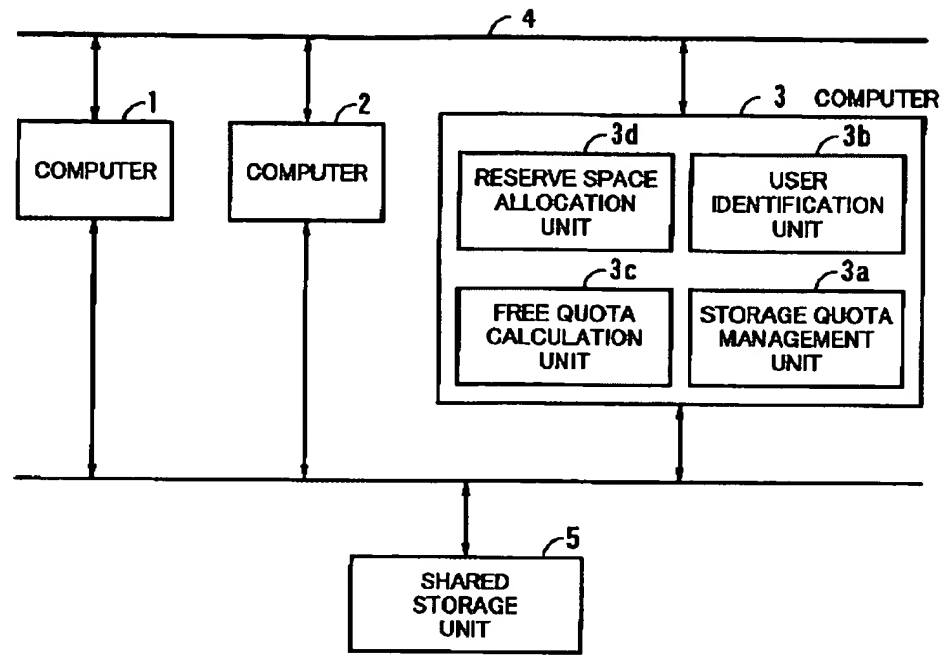 4
1
COMPUTER
2
COMPUTER
3 COMPUTER
3d
RESERVE SPACE
ALLOCATION
UNIT
3b
USER
IDENTIFICATION
UNIT
3c
FREE QUOTA
CALCULATION
UNIT
3a
STORAGE QUOTA
MANAGEMENT
UNIT
5
SHARED
STORAGE
UNIT